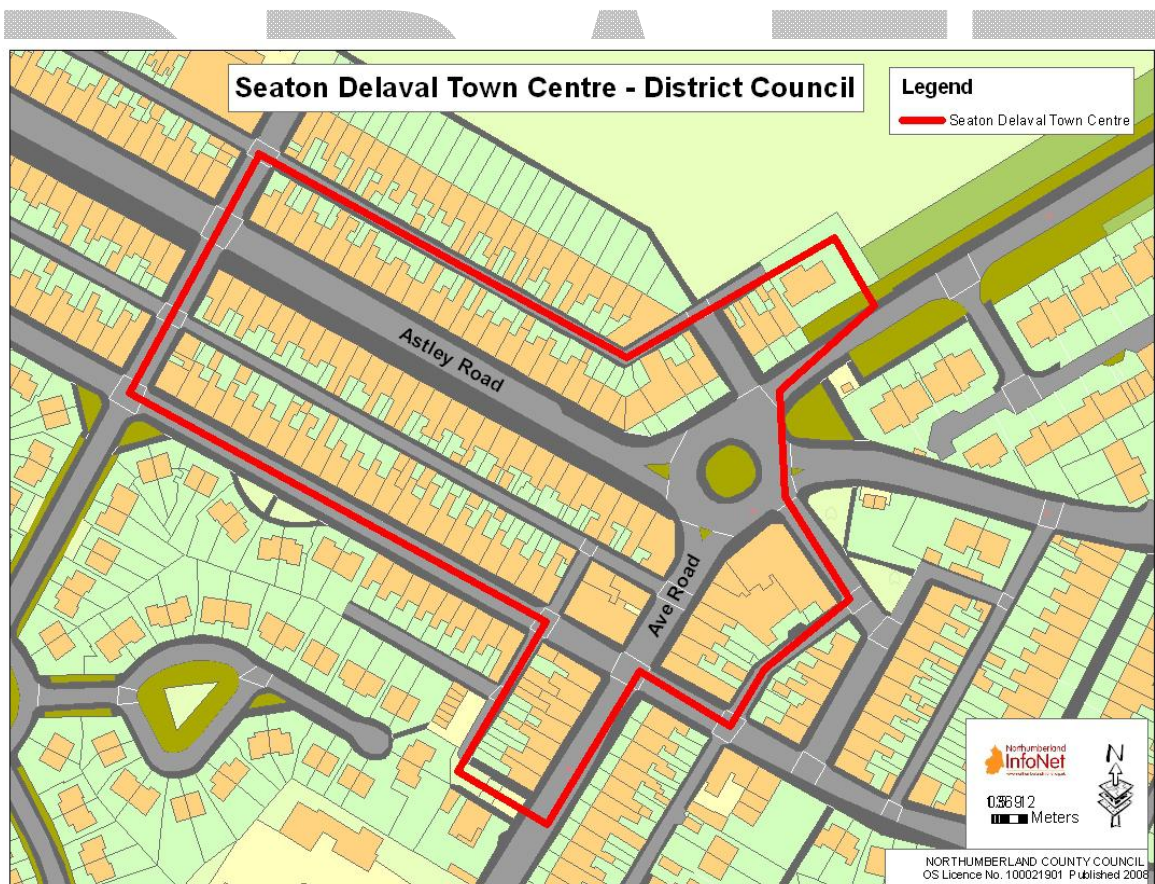 DRAFT
Seaton Delaval Town Centre - District Council
Legend
Seaton Delaval Town Centre
Astley Road
Ave Road
Northumberland
InfoNet
N
Meters
NORTHUMBERLAND COUNTY COUNCIL
OS Licence No. 100021901 Published 2008